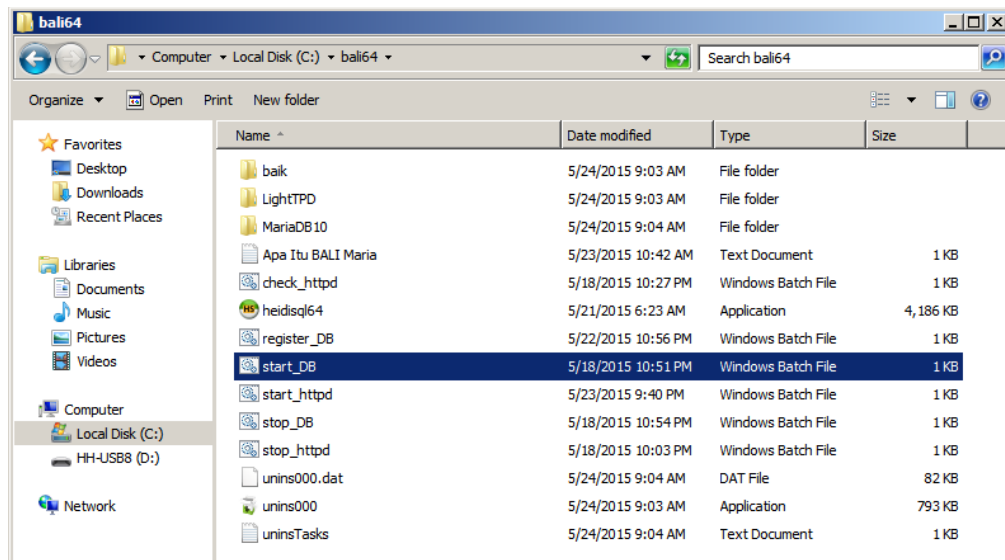 bali64
Computer Local Disk (C:) bali64 Search bali64
Organize Open Print New folder
Favorites
Desktop
Downloads
Recent Places
Libraries
Documents
Music
Pictures
Videos
Computer
Local Disk (C:)
HH-USB8 (D:)
Network
Name Date modified Type Size
baik 5/24/2015 9:03 AM File folder
LightTPD 5/24/2015 9:03 AM File folder
MariaDB10 5/24/2015 9:04 AM File folder
Apa Itu BALI Maria 5/23/2015 10:42 AM Text Document 1 KB
check_httpd 5/18/2015 10:27 PM Windows Batch File 1 KB
HS heidisql64 5/21/2015 6:23 AM Application 4,186 KB
register_DB 5/22/2015 10:56 PM Windows Batch File 1 KB
start_DB 5/18/2015 10:51 PM Windows Batch File 1 KB
start_httpd 5/23/2015 9:40 PM Windows Batch File 1 KB
stop_DB 5/18/2015 10:54 PM Windows Batch File 1 KB
stop_httpd 5/18/2015 10:03 PM Windows Batch File 1 KB
unins000.dat 5/24/2015 9:04 AM DAT File 82 KB
unins000 5/24/2015 9:03 AM Application 793 KB
uninsTasks 5/24/2015 9:04 AM Text Document 1 KB